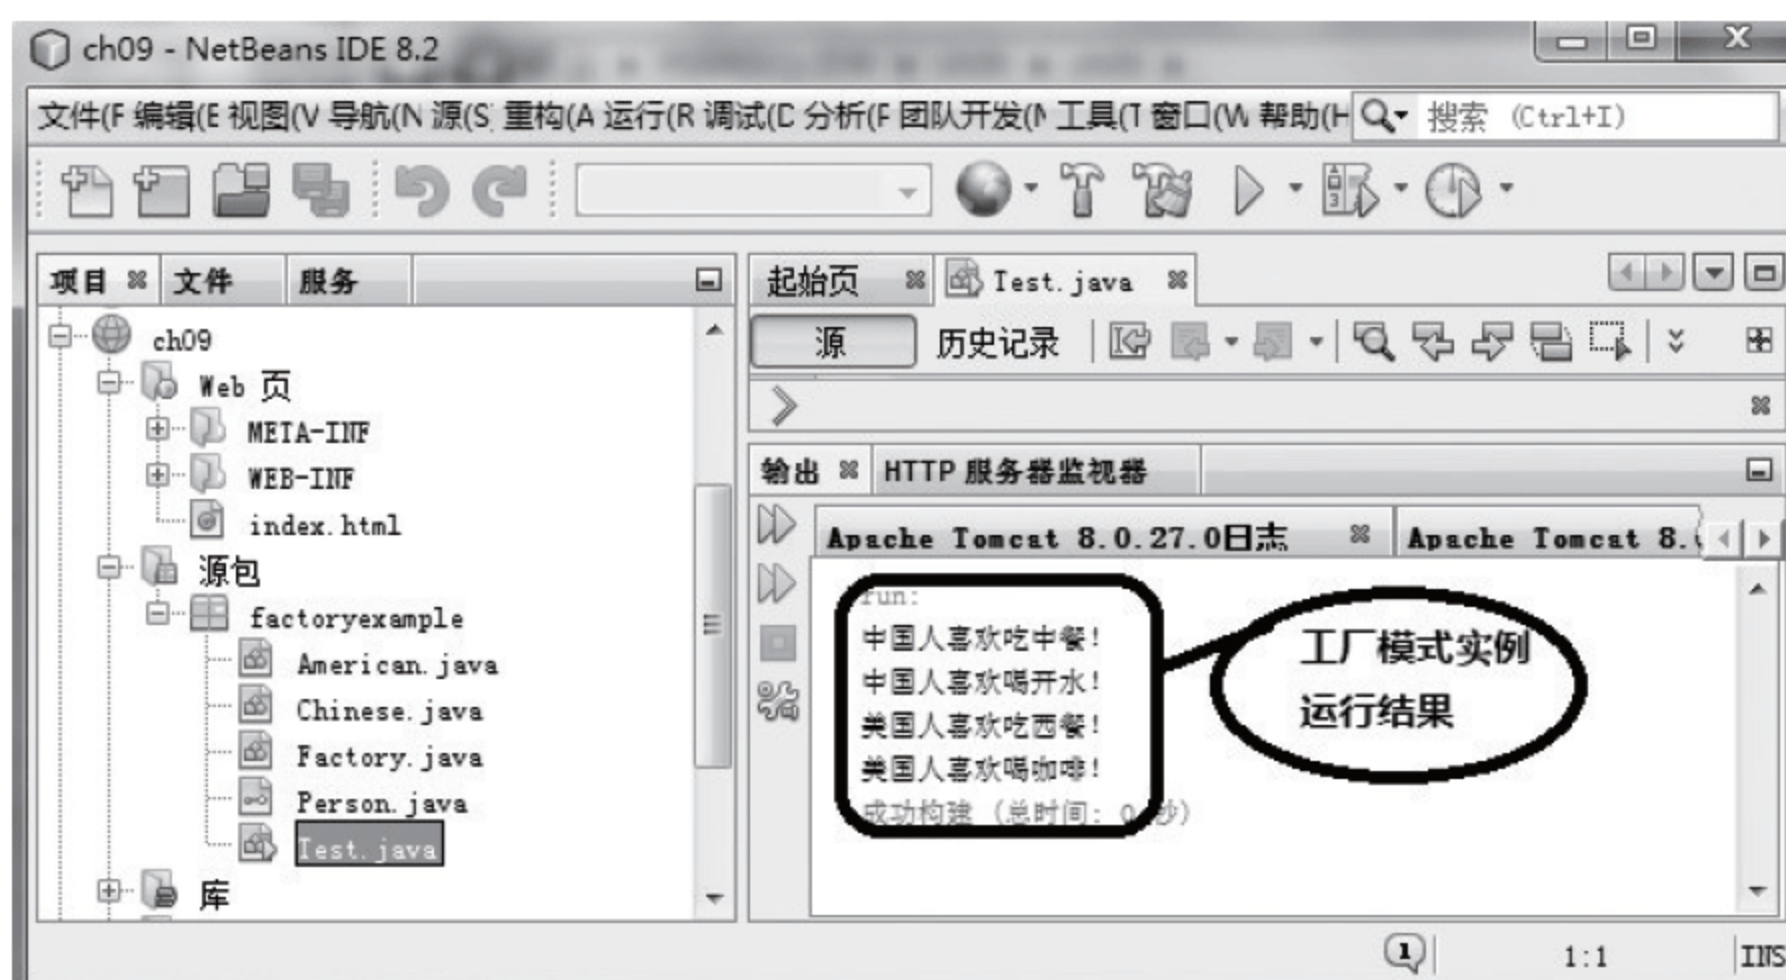 ch09 - NetBeans IDE 8.2
文件(F 编辑(E 视图(V 导航(N 源(S 重构(A 运行(R 调试(D 分析(F 团队开发(M 工具(T 窗口(W 帮助(H 搜索 (Ctrl+I)
项目 文件 服务
ch09
Web 页
META-INF
WEB-INF
index.html
源包
factoryexample
American.java
Chinese.java
Factory.java
Person.java
Test.java
库
起始页 Test.java
源 历史记录
输出 HTTP 服务器监视器
Apache Tomcat 8.0.27.0日志 Apache Tomcat 8.
run:
中国人喜欢吃中餐!
中国人喜欢喝开水!
美国人喜欢吃西餐!
美国人喜欢喝咖啡!
成功构建 (总时间: 0 秒)
工厂模式实例
运行结果
1 1:1 INS